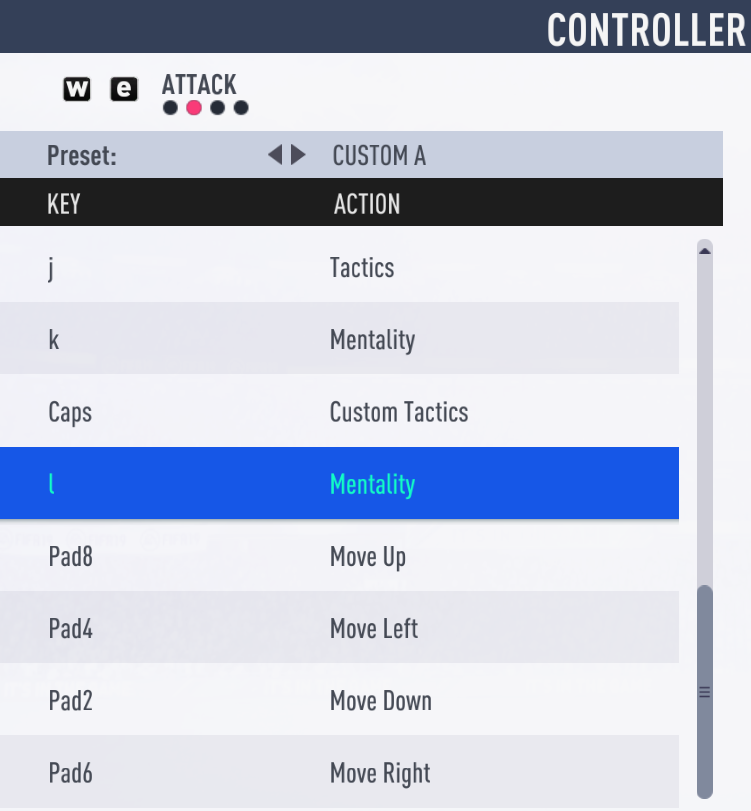 CONTROLLER
w e ATTACK
Preset: CUSTOM A
KEY ACTION
j Tactics
k Mentality
Caps Custom Tactics
l Mentality
Pad8 Move Up
Pad4 Move Left
Pad2 Move Down
Pad6 Move Right